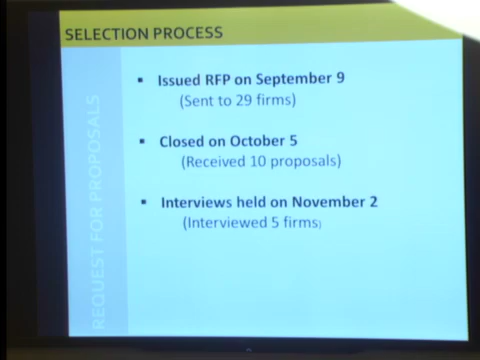 SELECTION PROCESS
REQUEST FOR PROPOSALS
▪ Issued RFP on September 9
(Sent to 29 firms)
▪ Closed on October 5
(Received 10 proposals)
▪ Interviews held on November 2
(Interviewed 5 firms)